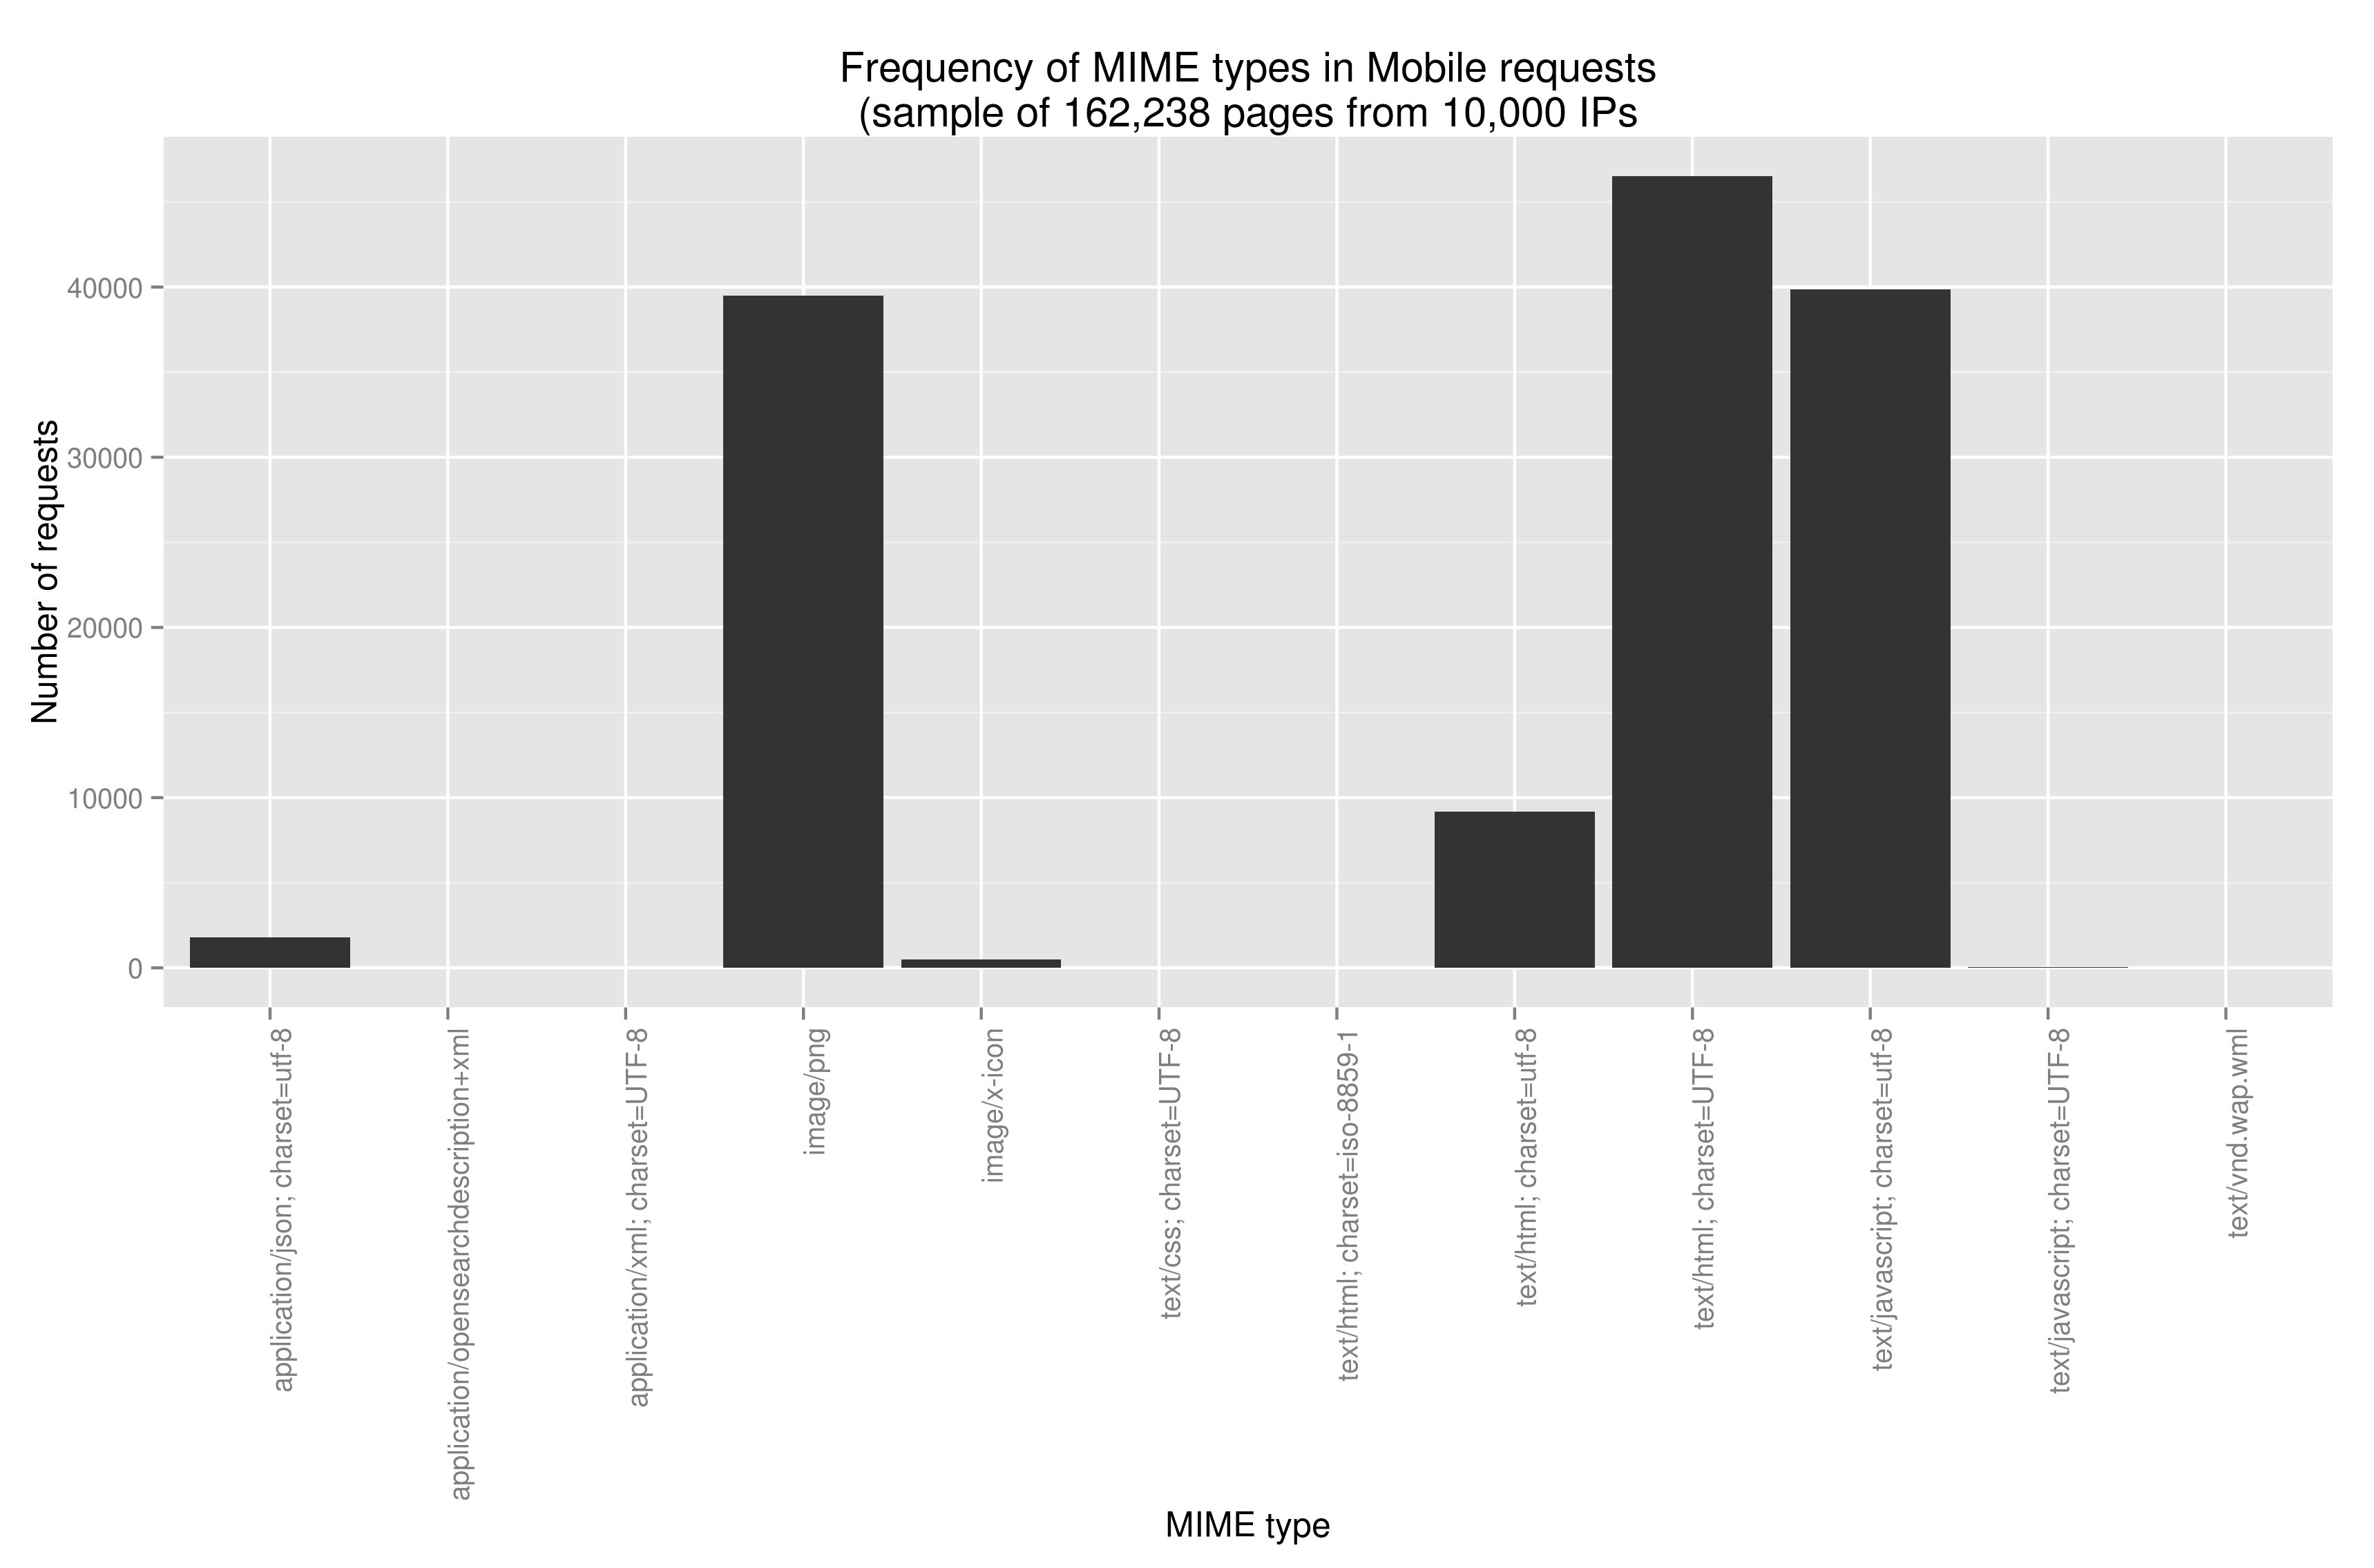 Frequency of MIME types in Mobile requests
(sample of 162,238 pages from 10,000 IPs
Number of requests
40000
30000
20000
10000
0
application/json; charset=utf-8
application/opensearchdescription+xml
application/xml; charset=UTF-8
image/png
image/x-icon
text/css; charset=UTF-8
text/html; charset=iso-8859-1
text/html; charset=utf-8
text/html; charset=UTF-8
text/javascript; charset=utf-8
text/javascript; charset=UTF-8
text/vnd.wap.wml
MIME type